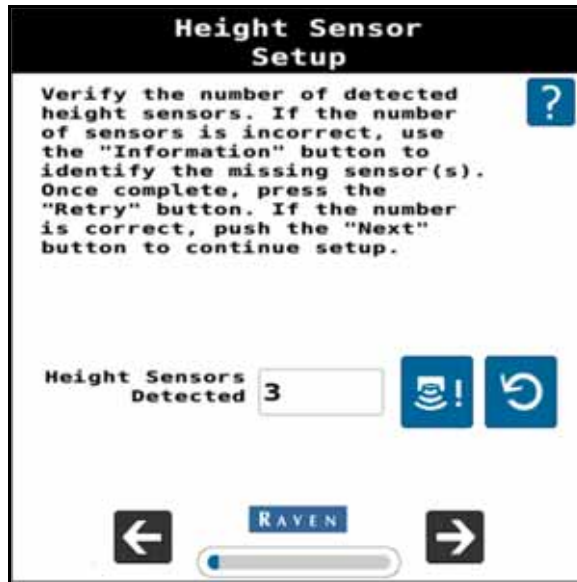 Height Sensor
Setup
Verify the number of detected
height sensors. If the number
of sensors is incorrect, use
the "Information" button to
identify the missing sensor(s).
Once complete, press the
"Retry" button. If the number
is correct, push the "Next"
button to continue setup.
?
Height Sensors
Detected 3
!
RAVEN